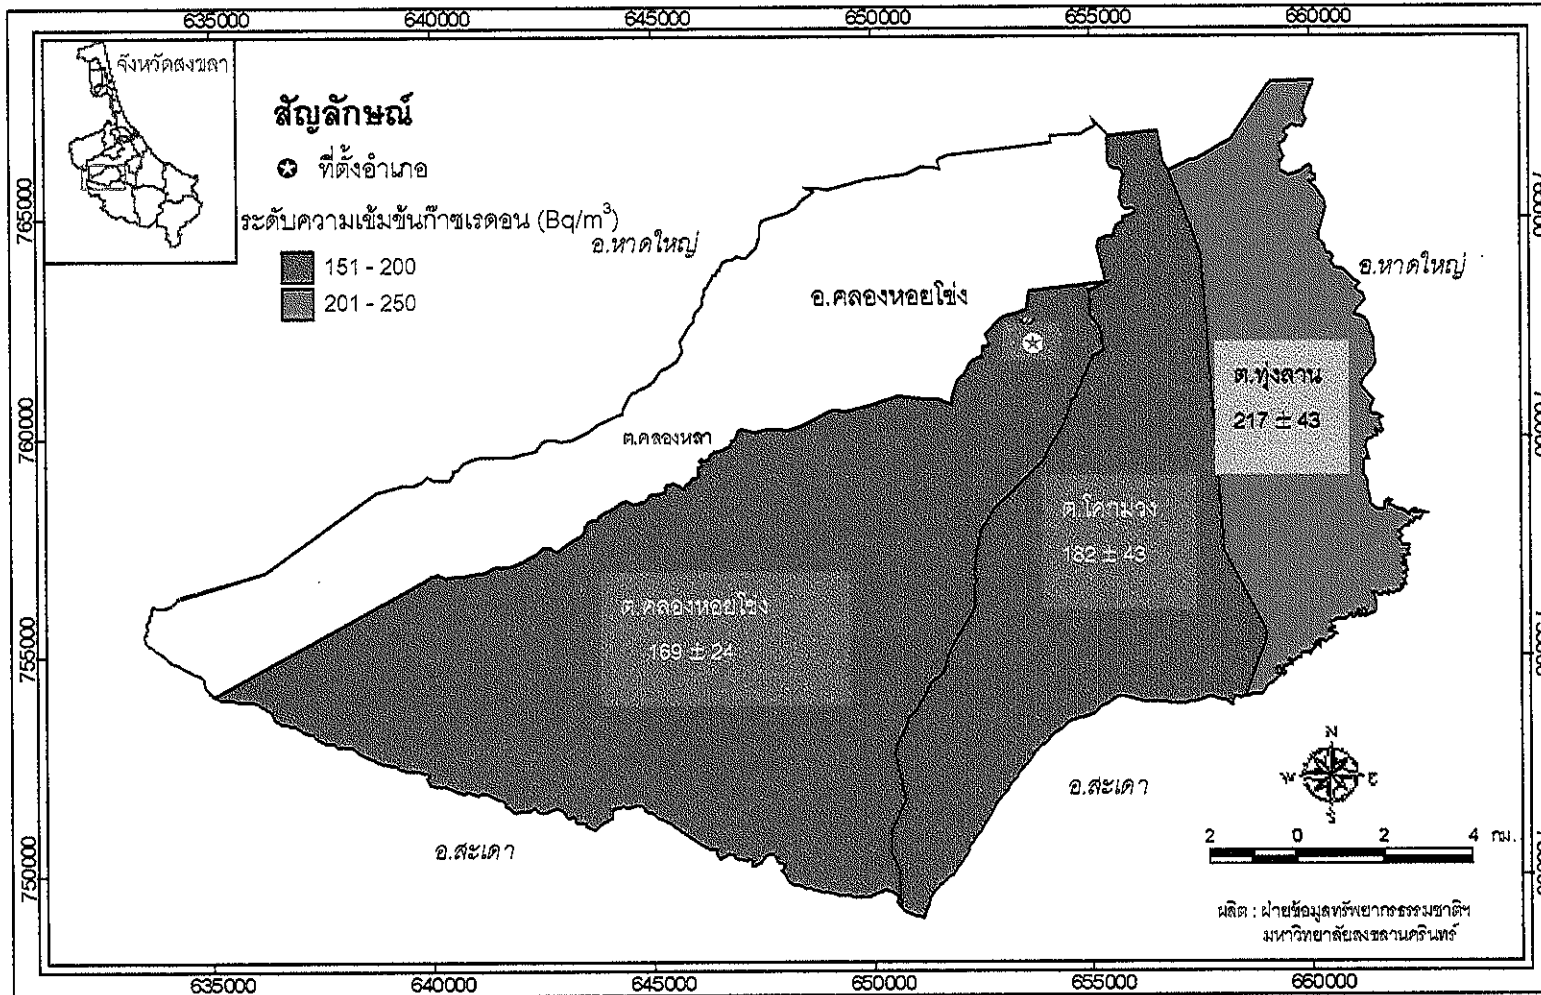 635000 640000 645000 650000 655000 660000
จังหวัดสงขลา
สัญลักษณ์
ที่ตั้งอำเภอ
ระดับความเข้มข้นก๊าซเรดอน (Bq/m³)
151 - 200
201 - 250
อ.หาดใหญ่
อ.หาดใหญ่
อ.คลองหอยโข่ง
ต.ทุ่งลาน
217 ± 43
ต.คลองหลา
ต.โคกม่วง
182 ± 43
ต.คลองหอยโข่ง
169 ± 24
อ.สะเดา
อ.สะเดา
765000
760000
755000
750000
N
W E
S
2 0 2 4 กม.
ผลิต : ฝ่ายข้อมูลทรัพยากรธรรมชาติฯ
มหาวิทยาลัยสงขลานครินทร์
635000 640000 645000 650000 655000 660000